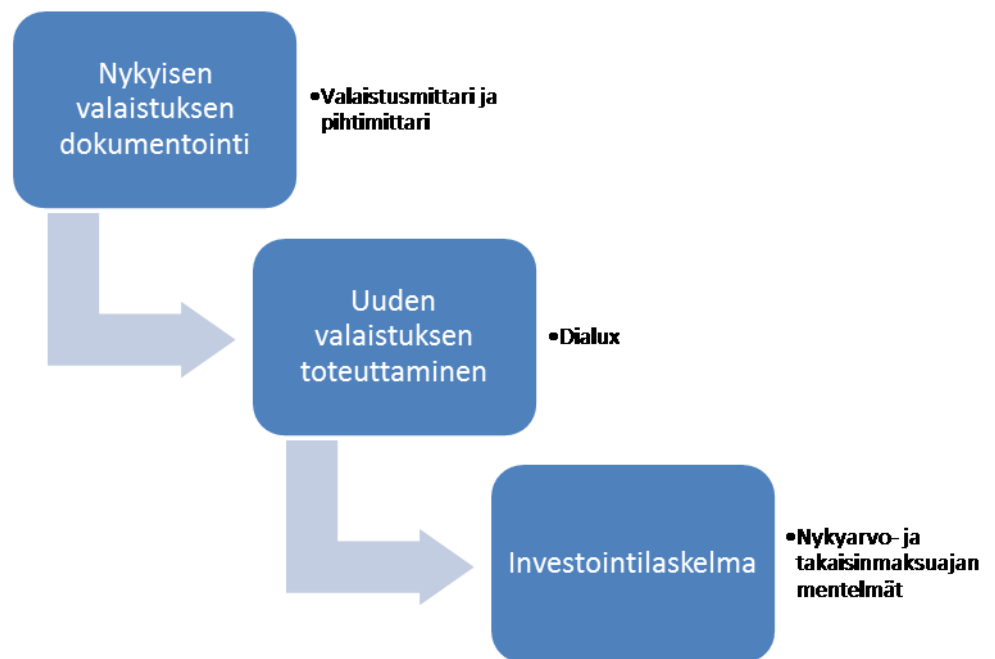 Nykyisen
valaistuksen
dokumentointi
•Valaistusmittari ja
pihtimittari
Uuden
valaistuksen
toteuttaminen
•Dialux
Investointilaskelma
•Nykyarvo- ja
takaisinmaksuajan
mentelmät